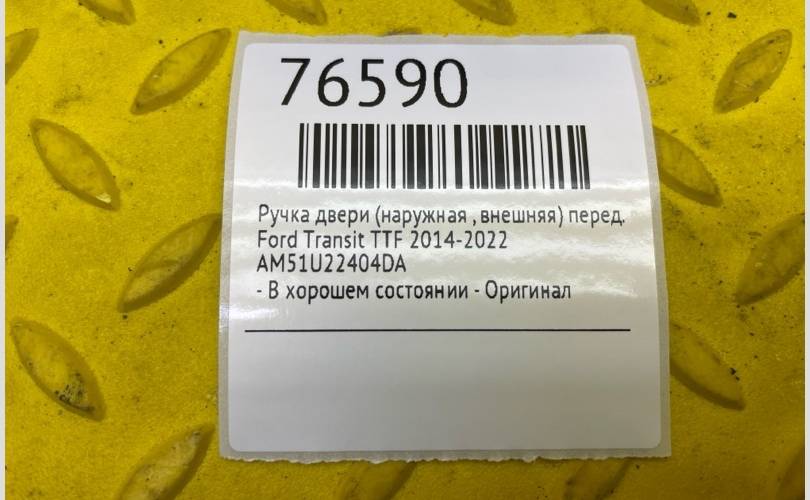 76590
Ручка двери (наружная , внешняя) перед.
Ford Transit TTF 2014-2022
AM51U22404DA
- В хорошем состоянии - Оригинал